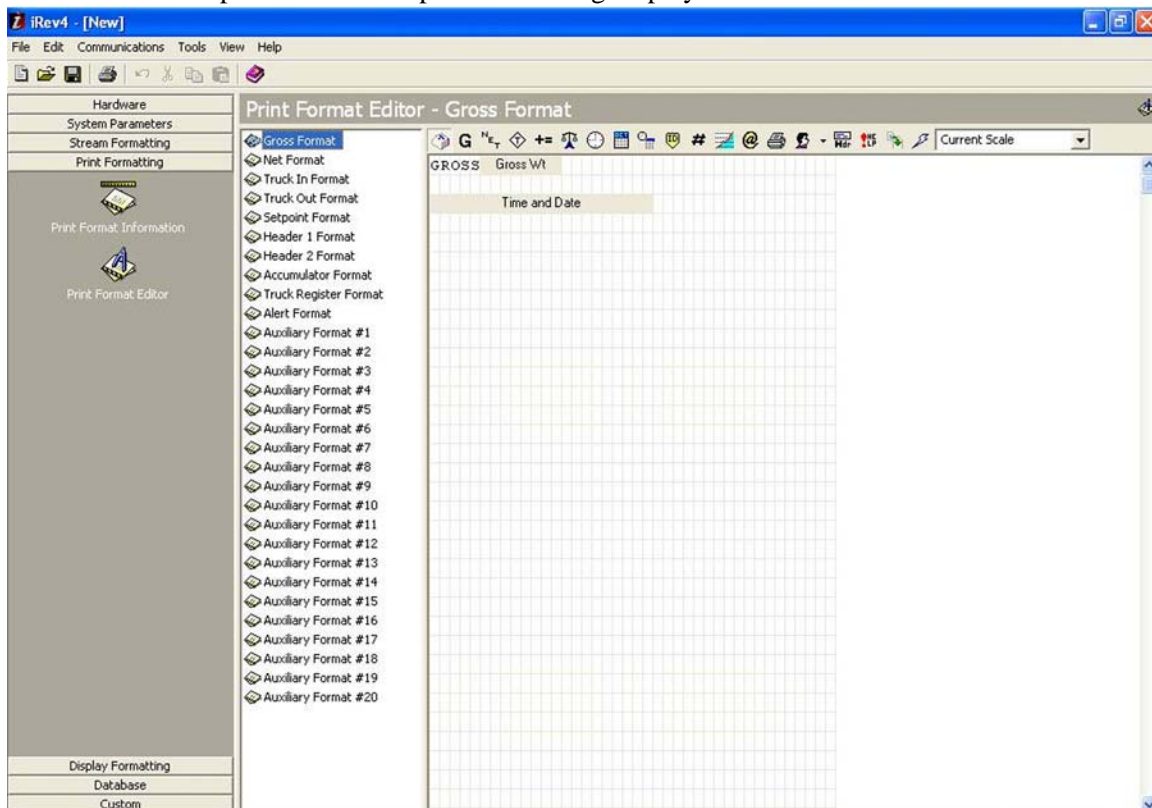 iRev4 - [New]
File Edit Communications Tools View Help
Hardware
System Parameters
Stream Formatting
Print Formatting
Print Format Information
Print Format Editor
Display Formatting
Database
Custom
Print Format Editor - Gross Format
Gross Format
Net Format
Truck In Format
Truck Out Format
Setpoint Format
Header 1 Format
Header 2 Format
Accumulator Format
Truck Register Format
Alert Format
Auxiliary Format #1
Auxiliary Format #2
Auxiliary Format #3
Auxiliary Format #4
Auxiliary Format #5
Auxiliary Format #6
Auxiliary Format #7
Auxiliary Format #8
Auxiliary Format #9
Auxiliary Format #10
Auxiliary Format #11
Auxiliary Format #12
Auxiliary Format #13
Auxiliary Format #14
Auxiliary Format #15
Auxiliary Format #16
Auxiliary Format #17
Auxiliary Format #18
Auxiliary Format #19
Auxiliary Format #20
G NET += # @ Current Scale
GROSS Gross Wt
Time and Date